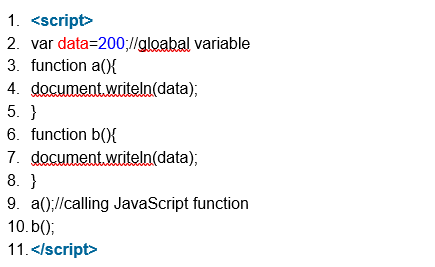 1. <script>
2. var data=200;//gloabal variable
3. function a(){
4. document.writeln(data);
5. }
6. function b(){
7. document.writeln(data);
8. }
9. a();//calling JavaScript function
10. b();
11. </script>